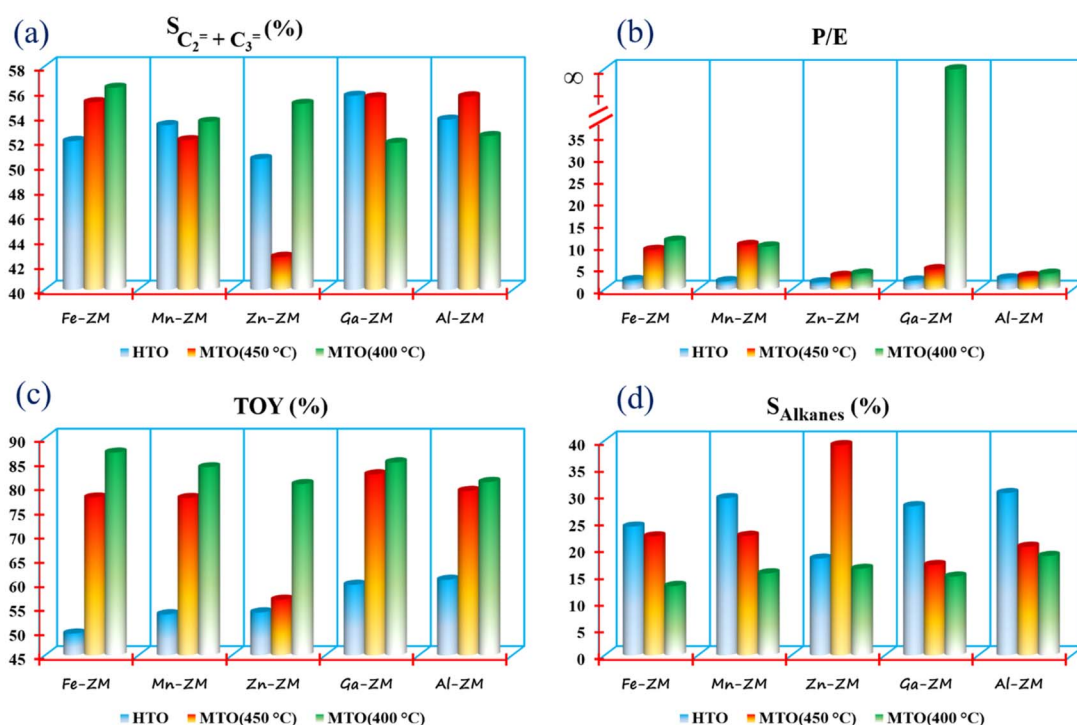 (a)
S C₂⁼ + C₃⁼ (%)
58
56
54
52
50
48
46
44
42
40
Fe-ZM Mn-ZM Zn-ZM Ga-ZM Al-ZM
HTO MTO(450 °C) MTO(400 °C)
(b)
P/E
∞
35
30
25
20
15
10
5
0
Fe-ZM Mn-ZM Zn-ZM Ga-ZM Al-ZM
HTO MTO(450 °C) MTO(400 °C)
(c)
TOY (%)
90
85
80
75
70
65
60
55
50
45
Fe-ZM Mn-ZM Zn-ZM Ga-ZM Al-ZM
HTO MTO(450 °C) MTO(400 °C)
(d)
S Alkanes (%)
40
35
30
25
20
15
10
5
0
Fe-ZM Mn-ZM Zn-ZM Ga-ZM Al-ZM
HTO MTO(450 °C) MTO(400 °C)